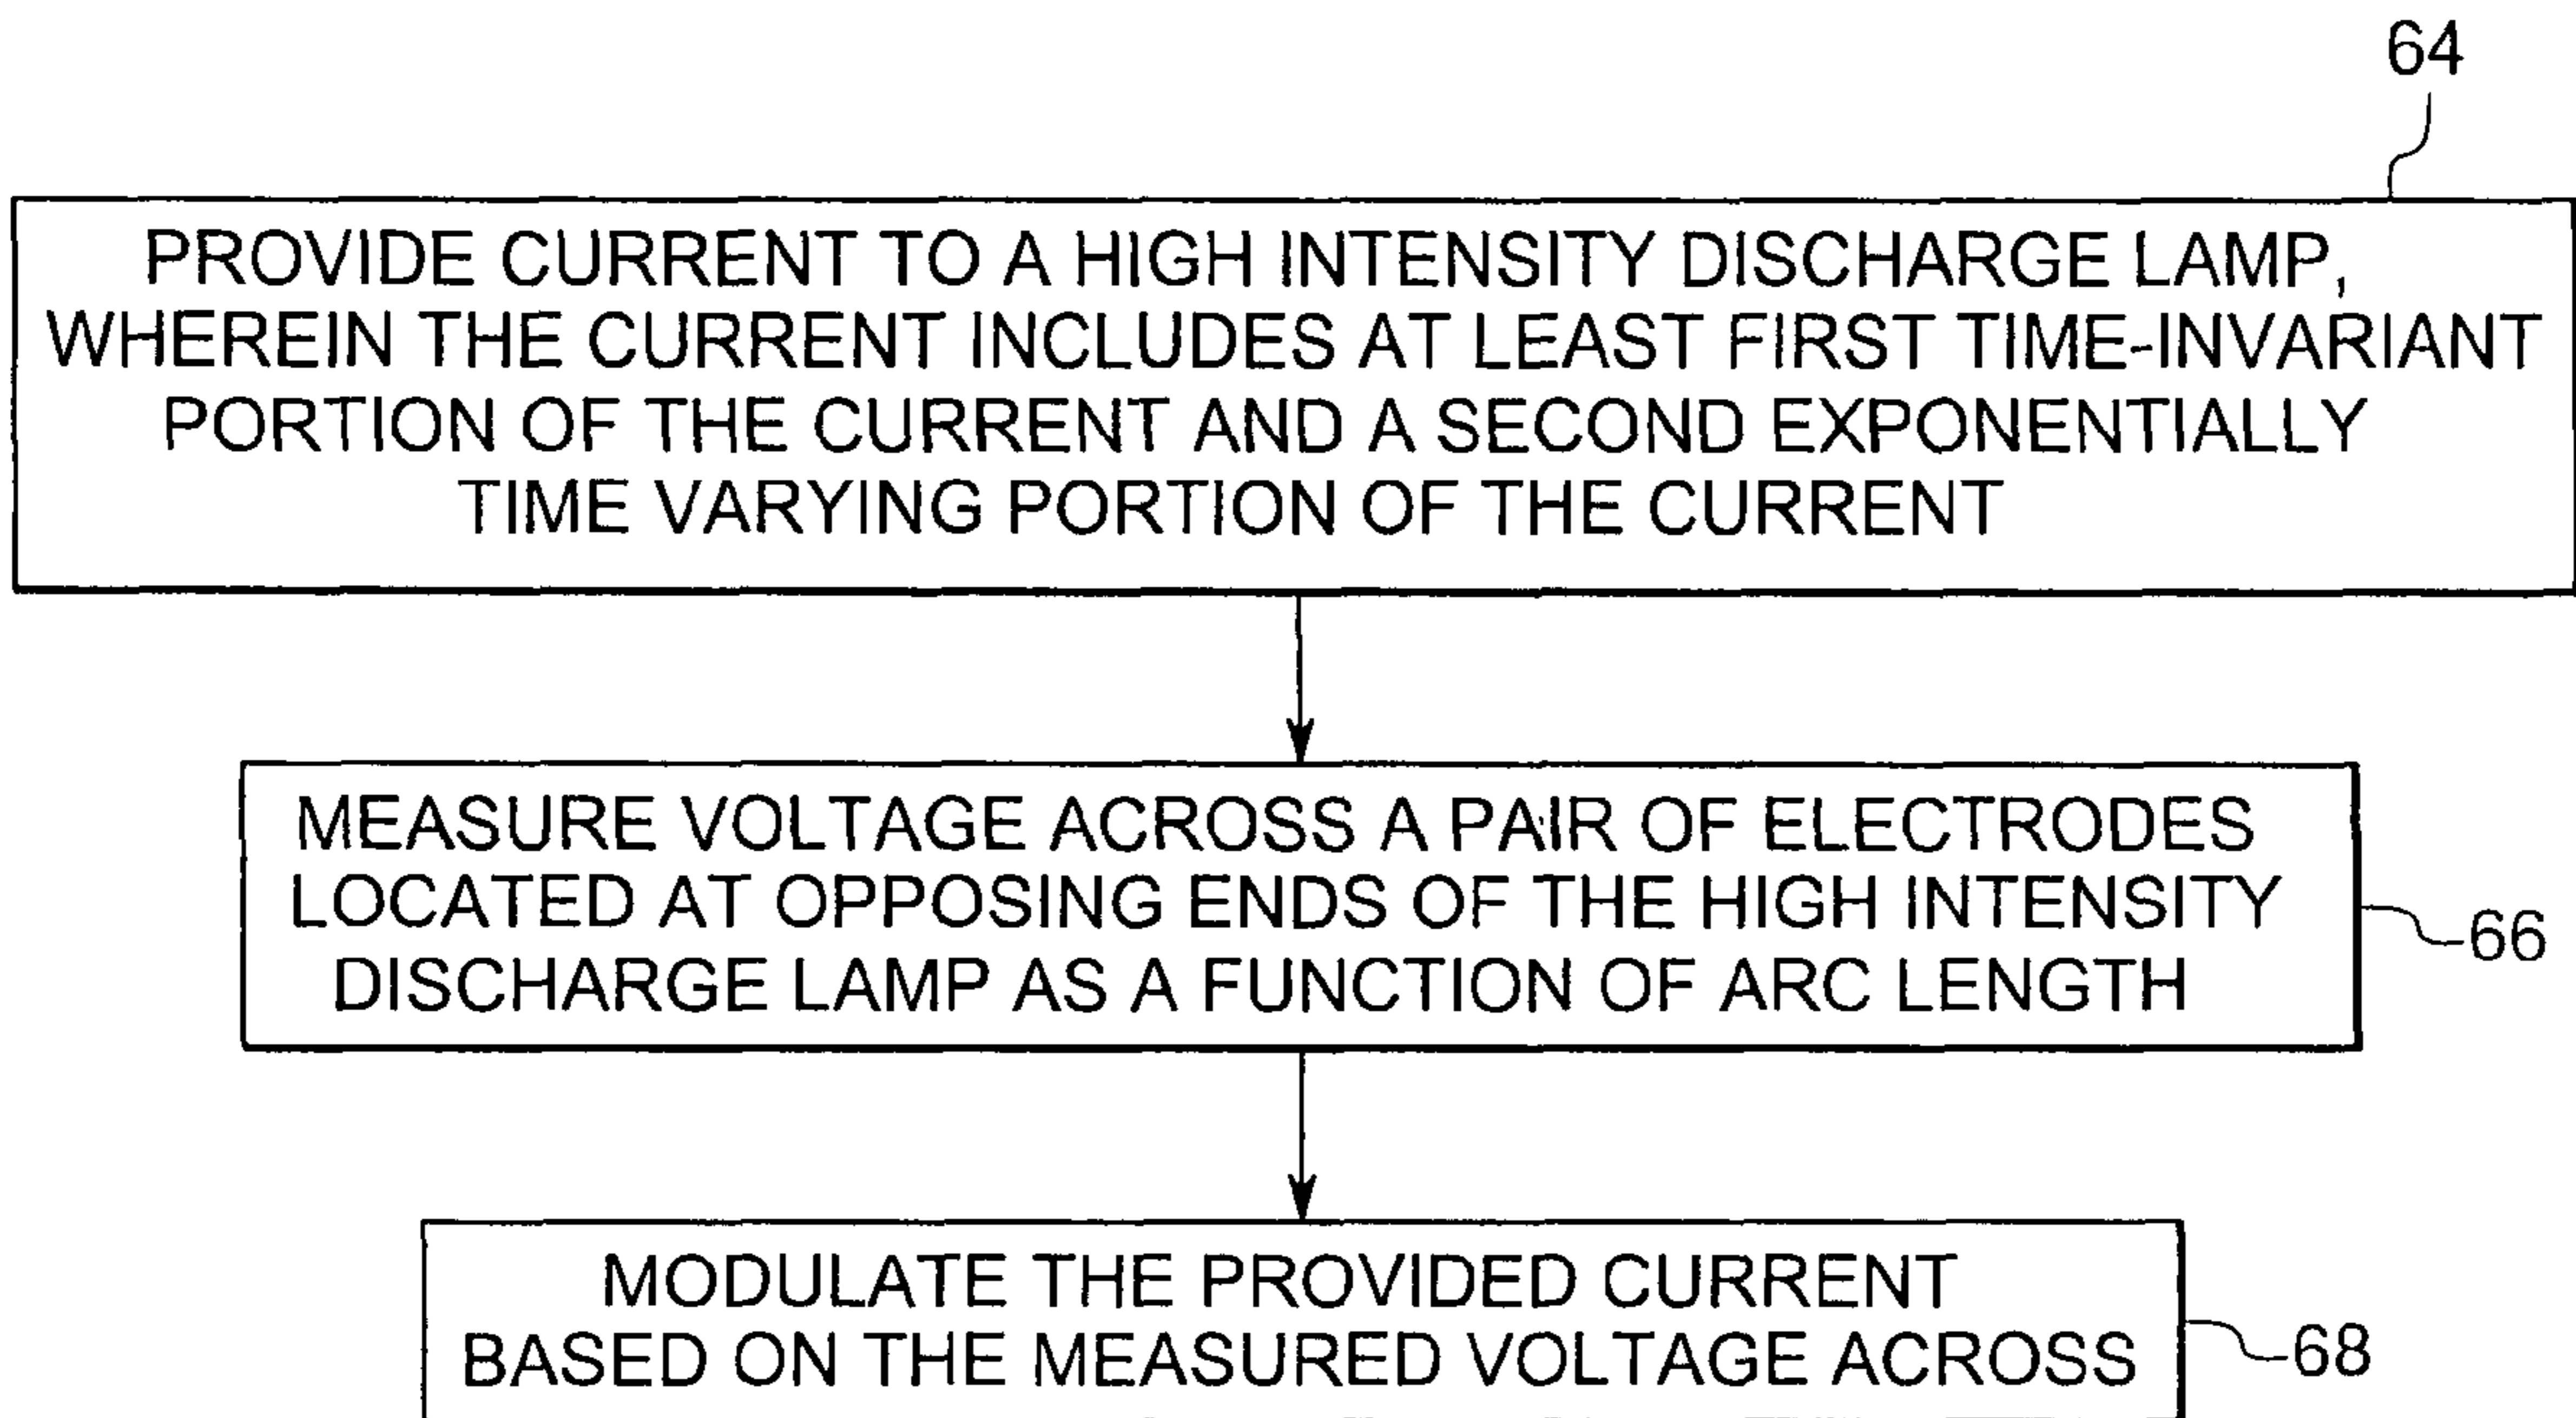 64
PROVIDE CURRENT TO A HIGH INTENSITY DISCHARGE LAMP,
WHEREIN THE CURRENT INCLUDES AT LEAST FIRST TIME-INVARIANT
PORTION OF THE CURRENT AND A SECOND EXPONENTIALLY
TIME VARYING PORTION OF THE CURRENT
MEASURE VOLTAGE ACROSS A PAIR OF ELECTRODES
LOCATED AT OPPOSING ENDS OF THE HIGH INTENSITY
DISCHARGE LAMP AS A FUNCTION OF ARC LENGTH
66
MODULATE THE PROVIDED CURRENT
BASED ON THE MEASURED VOLTAGE ACROSS
68